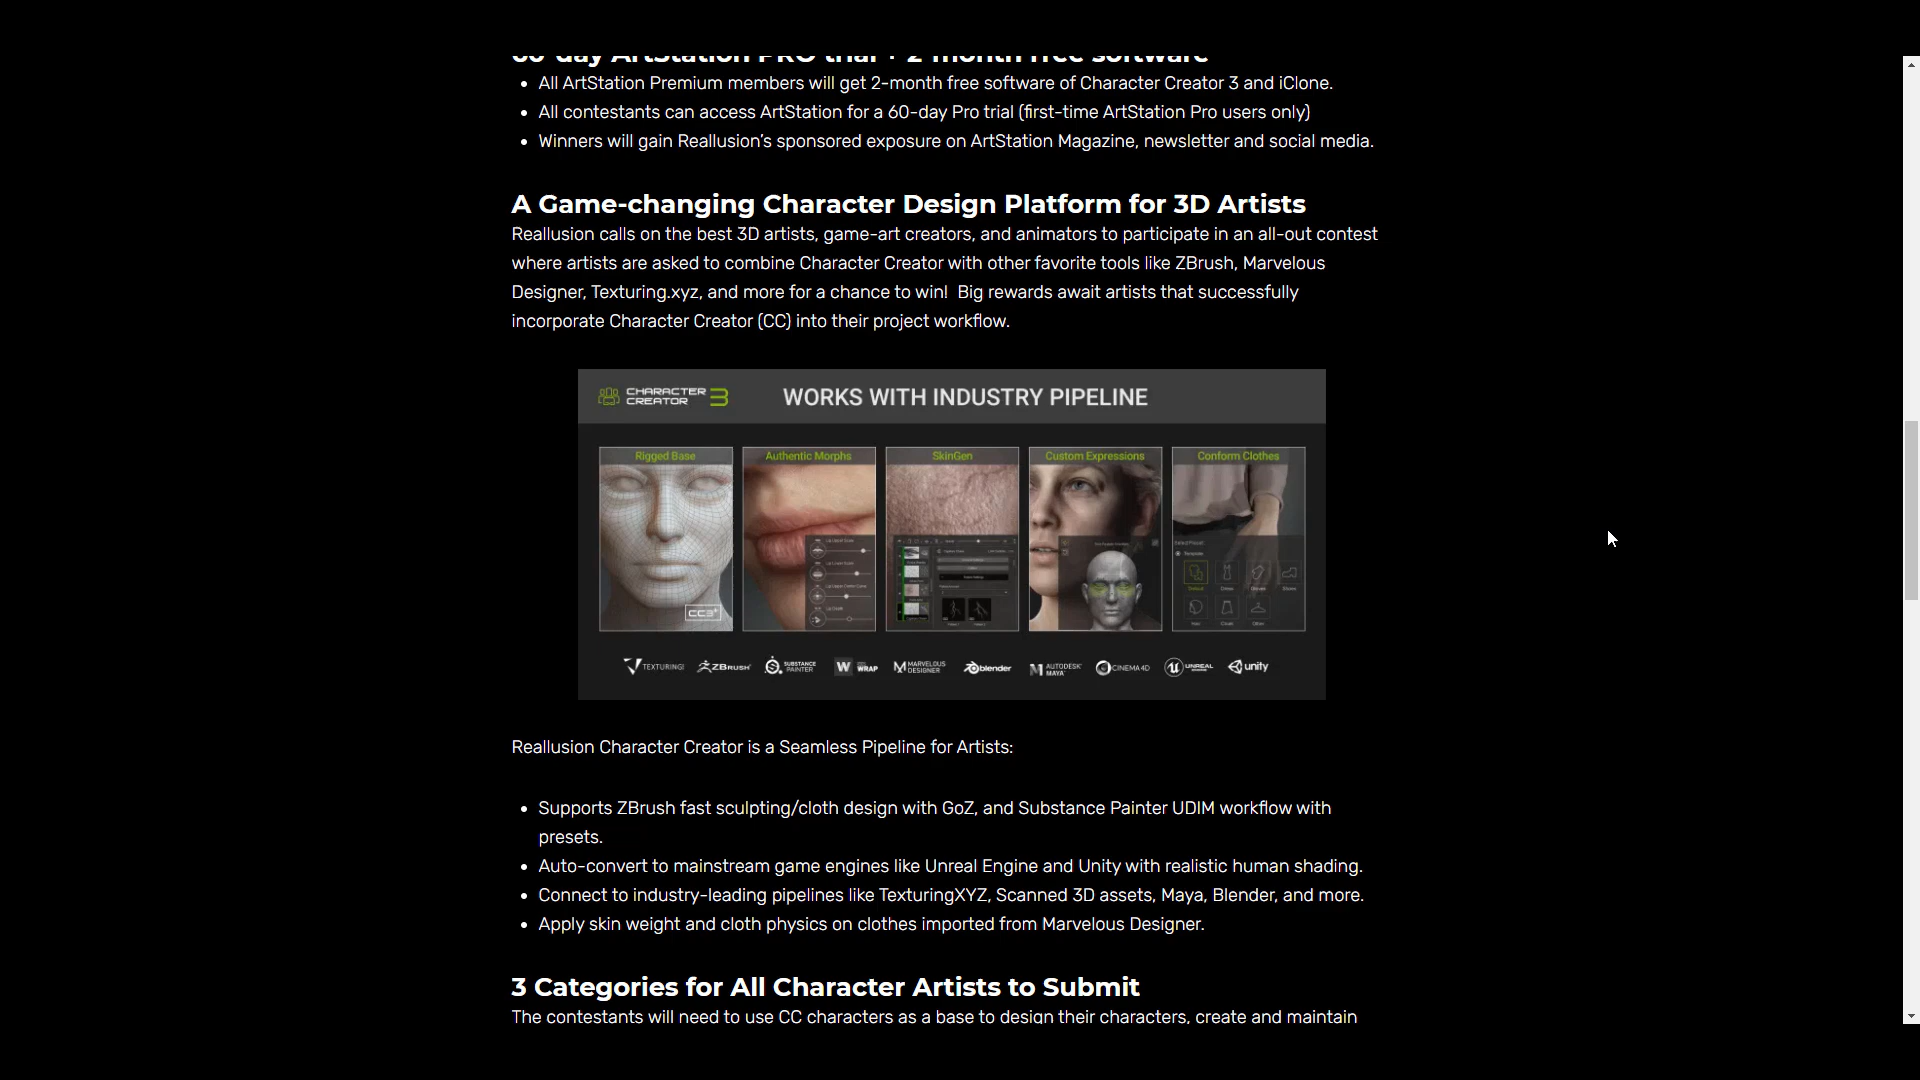 60-day ArtStation PRO trial + 2-month free software
All ArtStation Premium members will get 2-month free software of Character Creator 3 and iClone.
All contestants can access ArtStation for a 60-day Pro trial (first-time ArtStation Pro users only)
Winners will gain Reallusion’s sponsored exposure on ArtStation Magazine, newsletter and social media.
A Game-changing Character Design Platform for 3D Artists
Reallusion calls on the best 3D artists, game-art creators, and animators to participate in an all-out contest
where artists are asked to combine Character Creator with other favorite tools like ZBrush, Marvelous
Designer, Texturing.xyz, and more for a chance to win!  Big rewards await artists that successfully
incorporate Character Creator (CC) into their project workflow.
CHARACTER CREATOR 3
WORKS WITH INDUSTRY PIPELINE
Rigged Base
Authentic Morphs
SkinGen
Custom Expressions
Conform Clothes
CC3+
TEXTURING
ZBRUSH
SUBSTANCE PAINTER
WRAP
MARVELOUS DESIGNER
blender
AUTODESK MAYA
CINEMA 4D
UNREAL
unity
Reallusion Character Creator is a Seamless Pipeline for Artists:
Supports ZBrush fast sculpting/cloth design with GoZ, and Substance Painter UDIM workflow with
presets.
Auto-convert to mainstream game engines like Unreal Engine and Unity with realistic human shading.
Connect to industry-leading pipelines like TexturingXYZ, Scanned 3D assets, Maya, Blender, and more.
Apply skin weight and cloth physics on clothes imported from Marvelous Designer.
3 Categories for All Character Artists to Submit
The contestants will need to use CC characters as a base to design their characters, create and maintain